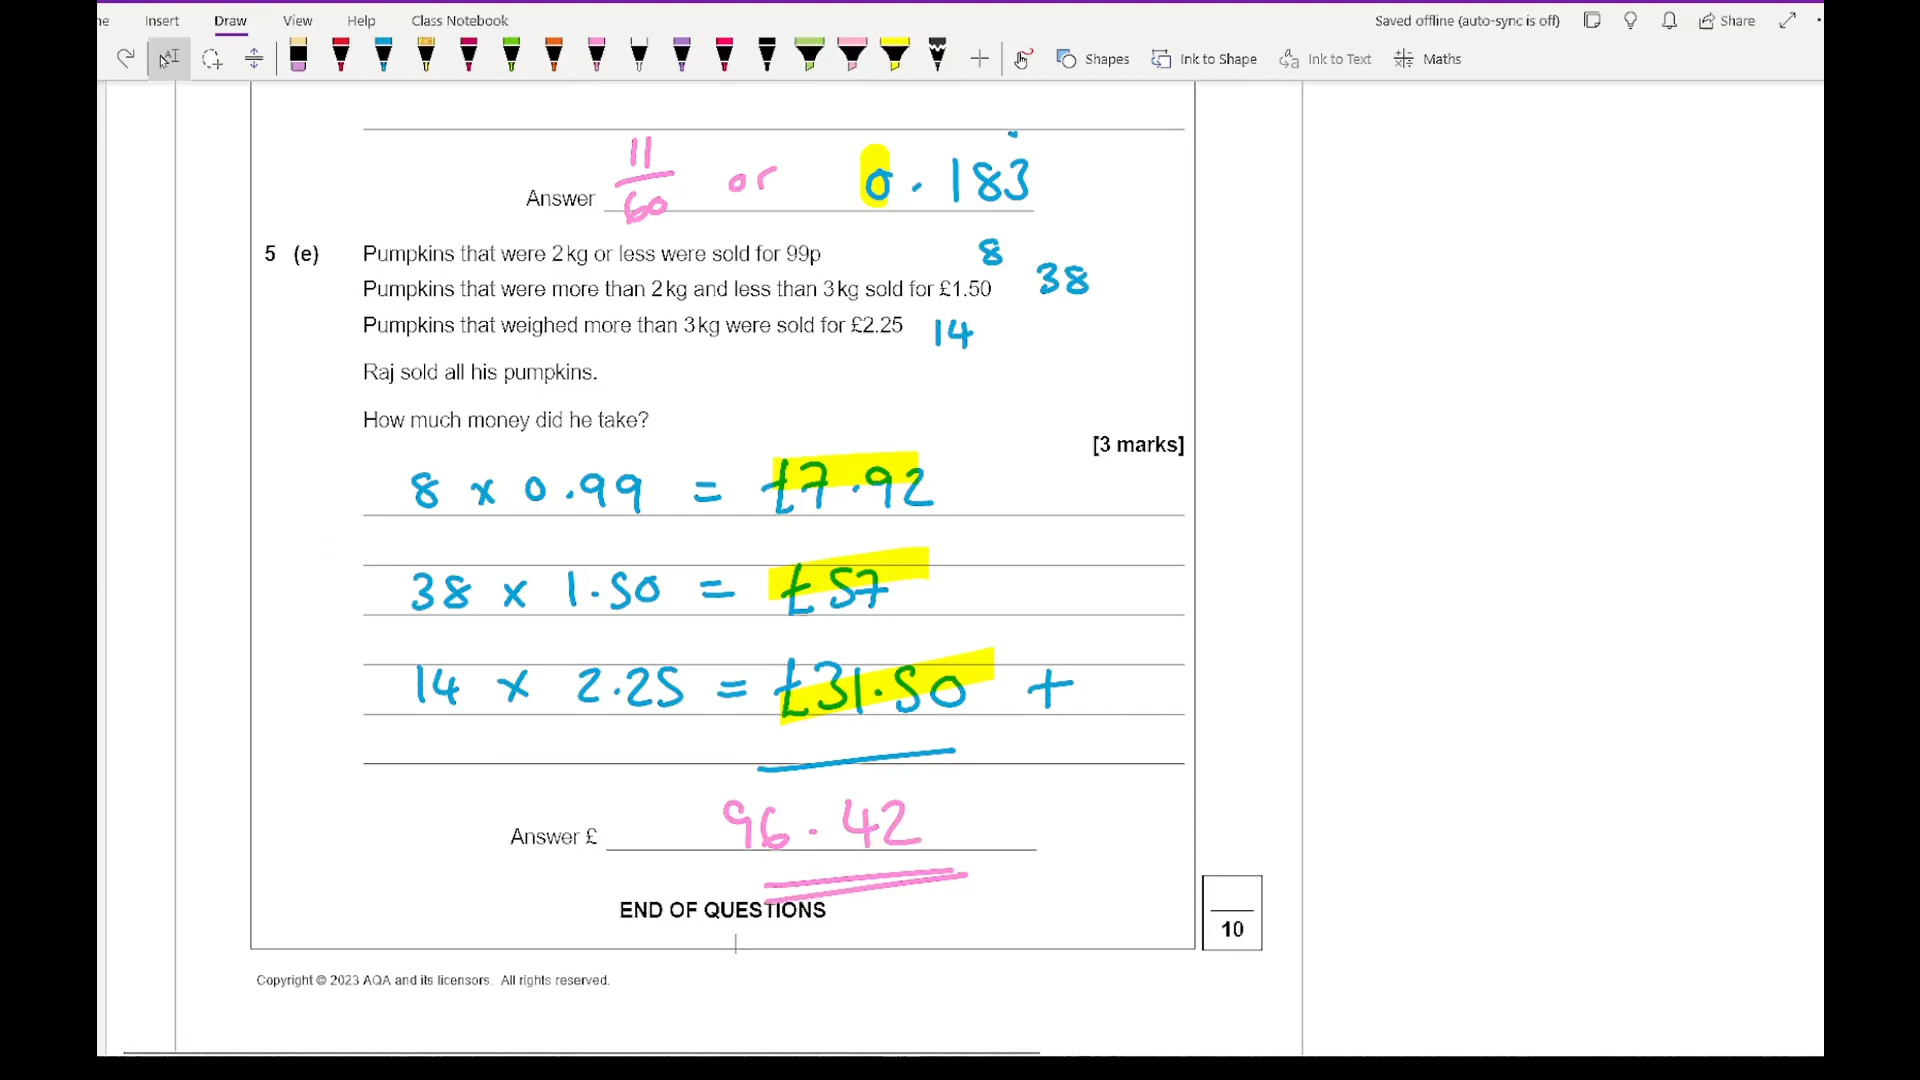 ne Insert Draw View Help Class Notebook Saved offline (auto-sync is off) Share
Shapes Ink to Shape Ink to Text Maths
Answer 11/60 or 0.183̇
5 (e) Pumpkins that were 2 kg or less were sold for 99p 8
Pumpkins that were more than 2 kg and less than 3 kg sold for £1.50 38
Pumpkins that weighed more than 3 kg were sold for £2.25 14
Raj sold all his pumpkins.
How much money did he take?
[3 marks]
8 x 0.99 = £7.92
38 x 1.50 = £57
14 x 2.25 = £31.50 +
Answer £ 96.42
END OF QUESTIONS
10
Copyright © 2023 AQA and its licensors. All rights reserved.